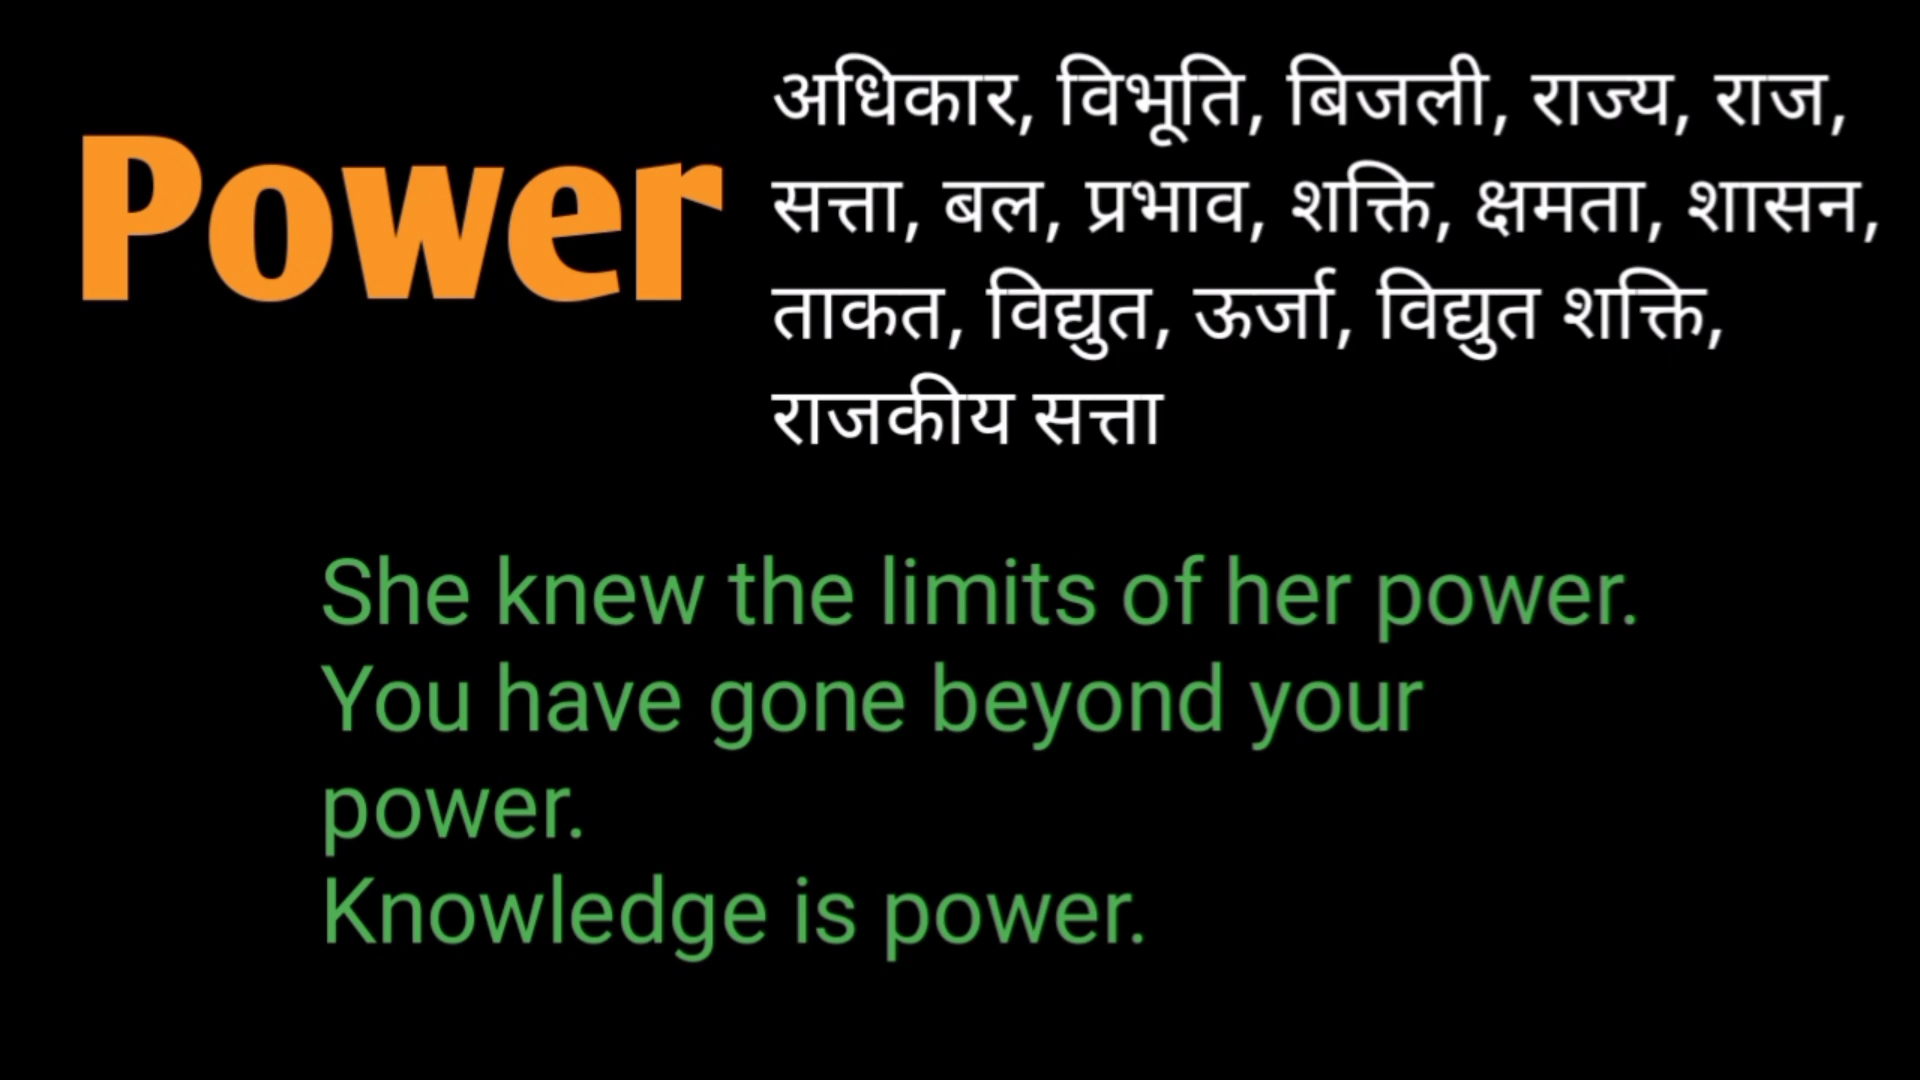 Power
अधिकार, विभूति, बिजली, राज्य, राज,
सत्ता, बल, प्रभाव, शक्ति, क्षमता, शासन,
ताकत, विद्युत, ऊर्जा, विद्युत शक्ति,
राजकीय सत्ता
She knew the limits of her power.
You have gone beyond your
power.
Knowledge is power.